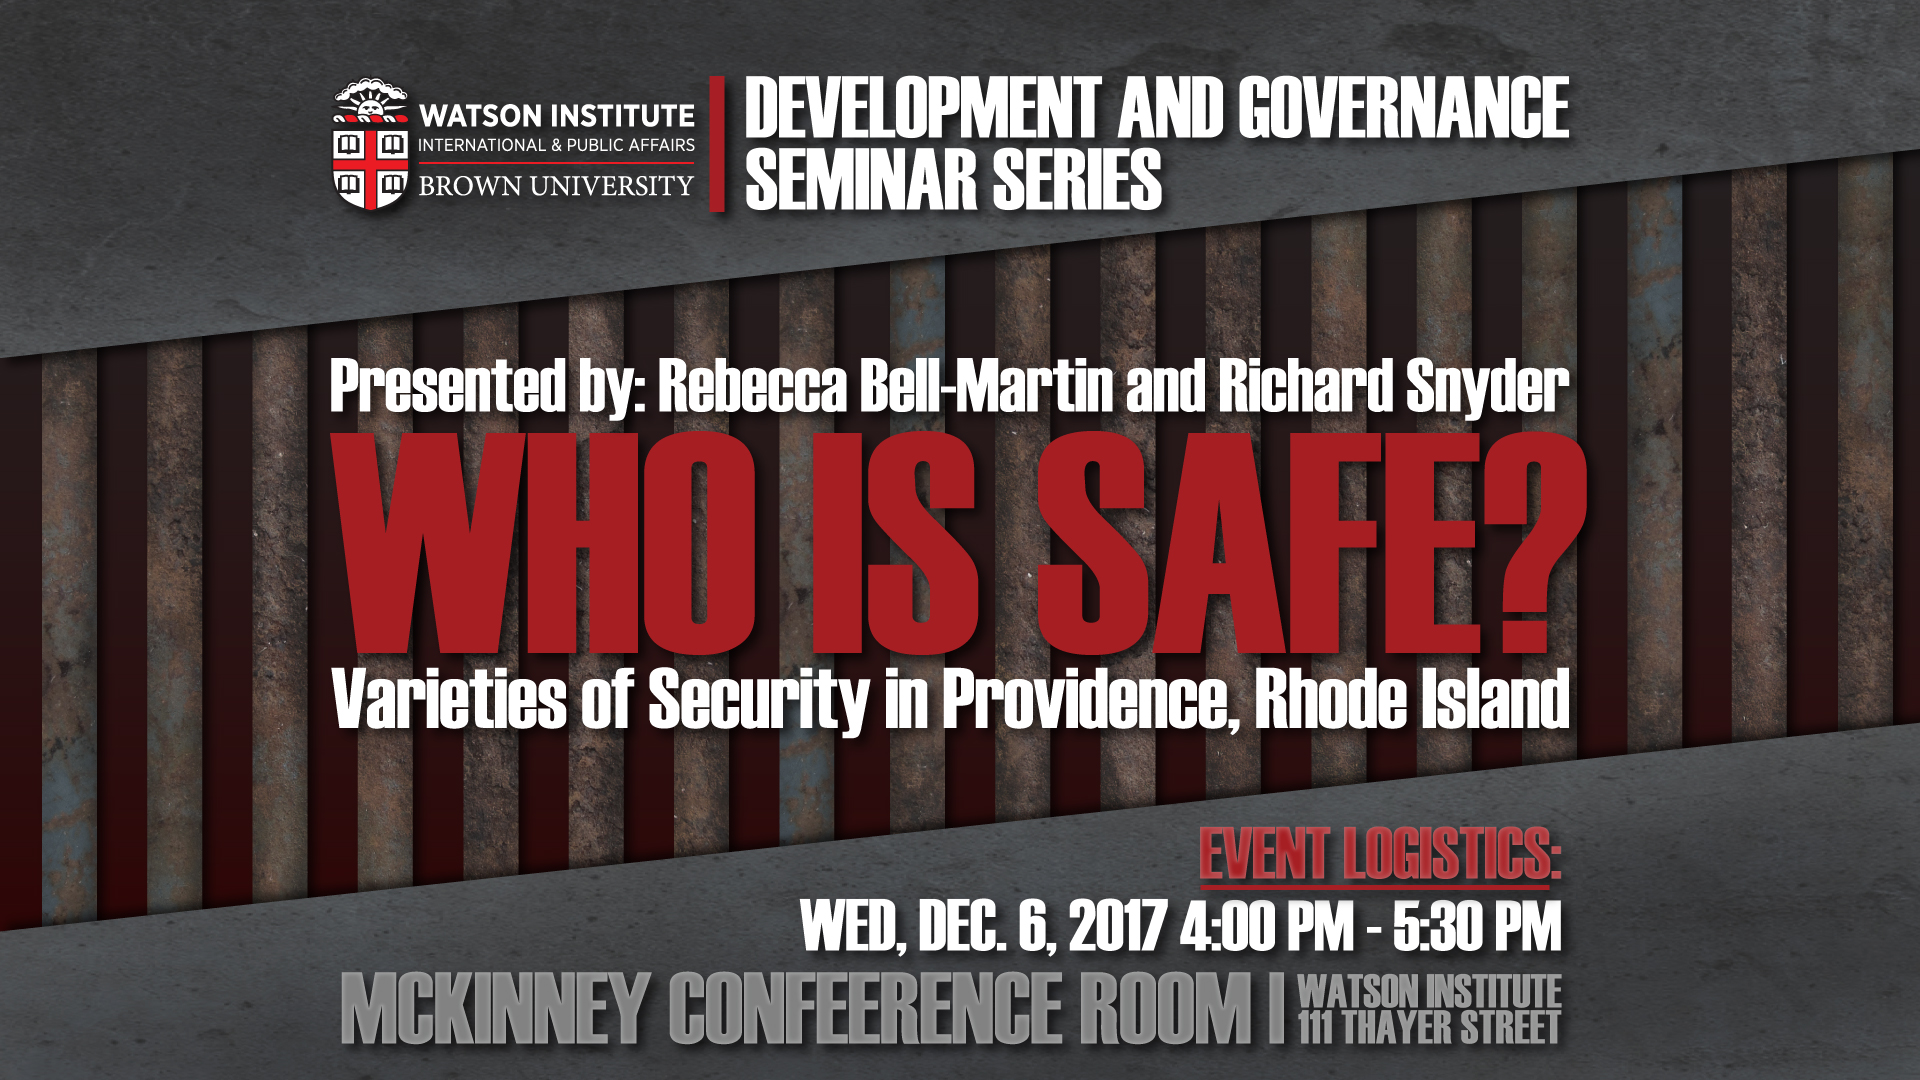 WATSON INSTITUTE
INTERNATIONAL & PUBLIC AFFAIRS
BROWN UNIVERSITY
DEVELOPMENT AND GOVERNANCE
SEMINAR SERIES
Presented by: Rebecca Bell-Martin and Richard Snyder
WHO IS SAFE?
Varieties of Security in Providence, Rhode Island
EVENT LOGISTICS:
WED, DEC. 6, 2017 4:00 PM - 5:30 PM
MCKINNEY CONFEERENCE ROOM |
WATSON INSTITUTE
111 THAYER STREET